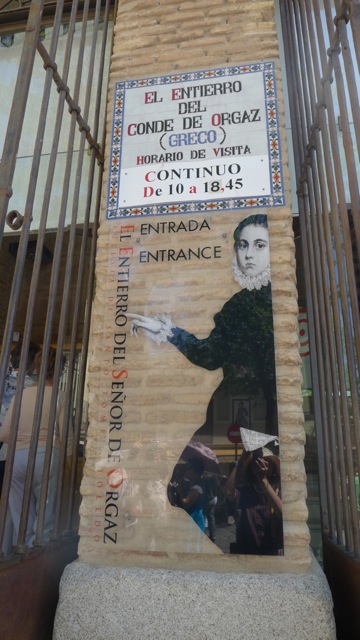 EL ENTIERRO
DEL
CONDE DE ORGAZ
(GRECO)
HORARIO DE VISITA
CONTINUO
DE 10 A 18,45
ENTRADA
ENTRANCE
EL ENTIERRO DEL SEÑOR DE ORGAZ